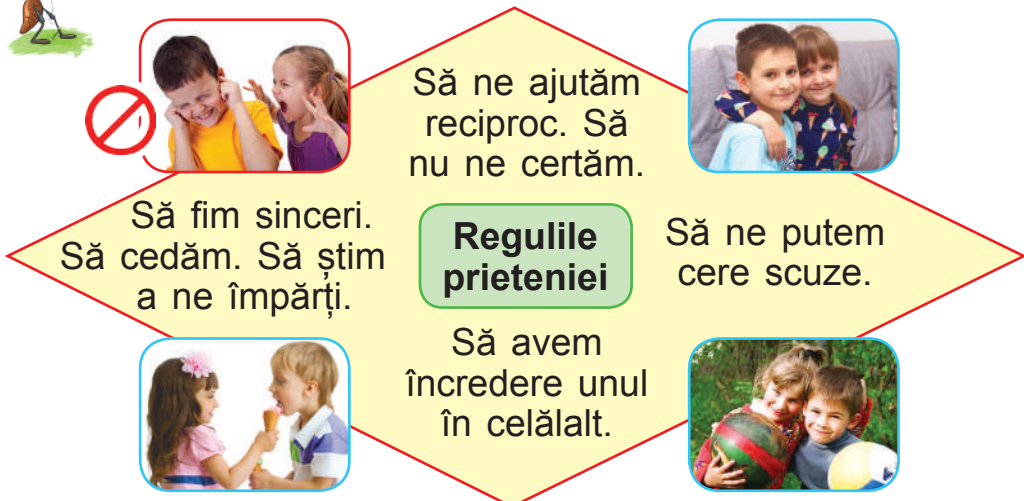 Să ne ajutăm
reciproc. Să
nu ne certăm.
Să fim sinceri.
Să cedăm. Să știm
a ne împărți.
Regulile
prieteniei
Să ne putem
cere scuze.
Să avem
încredere unul
în celălalt.